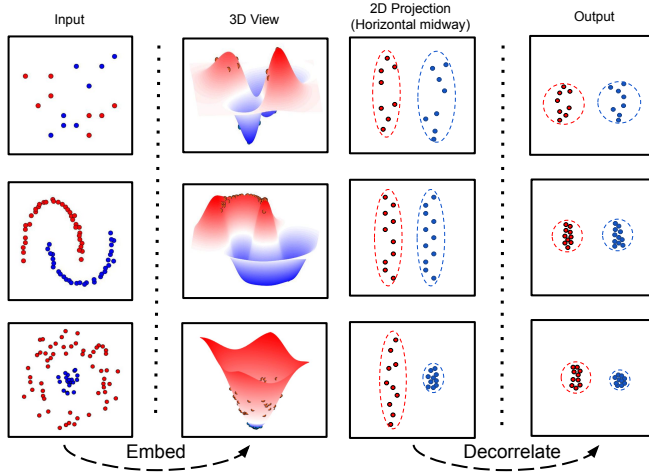 Input
3D View
2D Projection
(Horizontal midway)
Output
Embed
Decorrelate